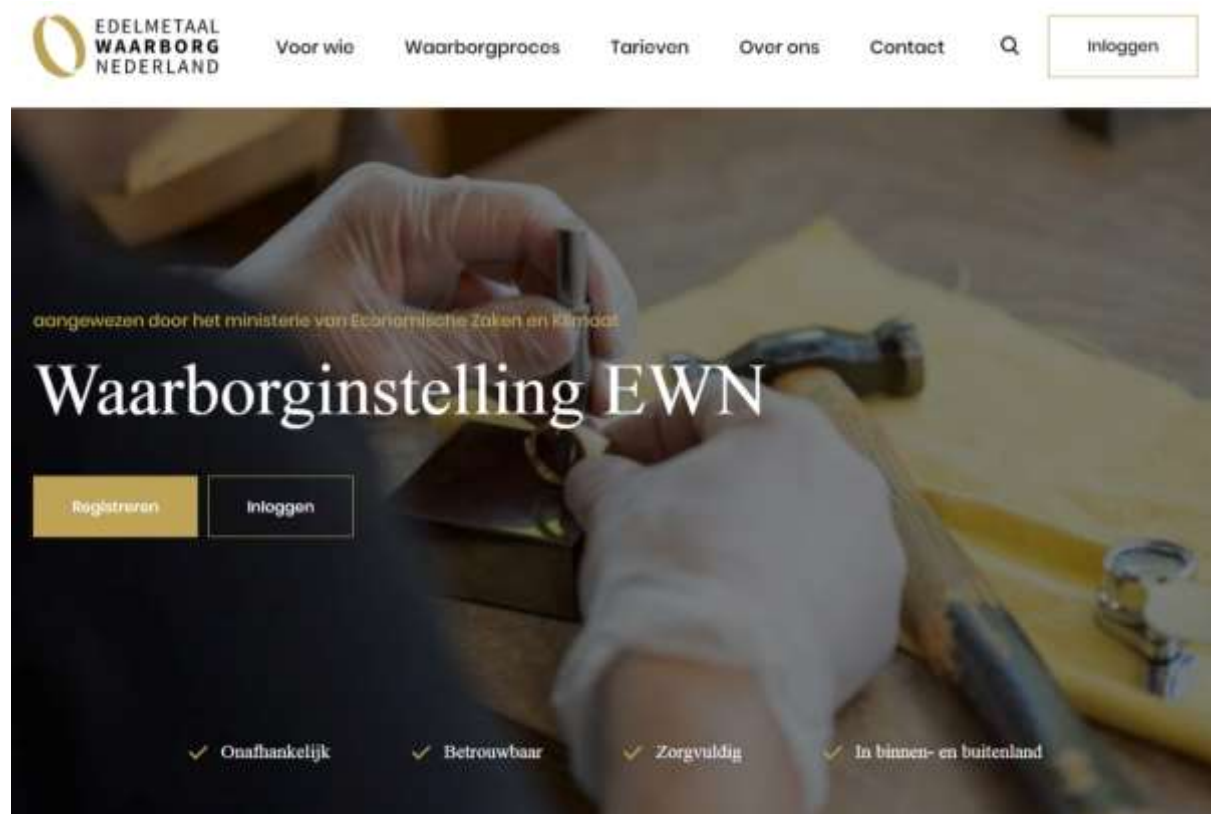 EDELMETAAL
WAARBORG
NEDERLAND
Voor wie
Waarborgproces
Tarieven
Over ons
Contact
Inloggen
aangewezen door het ministerie van Economische Zaken en Klimaat
Waarborginstelling EWN
Registreren
Inloggen
Onafhankelijk
Betrouwbaar
Zorgvuldig
In binnen- en buitenland